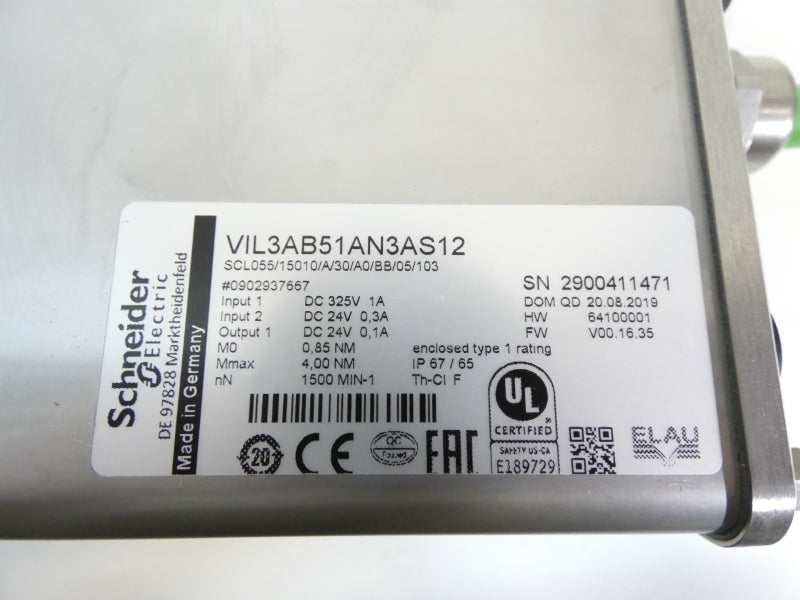 Schneider
Electric
DE 97828 Marktheidenfeld
Made in Germany
VIL3AB51AN3AS12
SCL055/15010/A/30/A0/BB/05/103
#0902937667
SN 2900411471
Input 1 DC 325V 1A DOM QD 20.08.2019
Input 2 DC 24V 0,3A HW 64100001
Output 1 DC 24V 0,1A FW V00.16.35
M0 0,85 NM enclosed type 1 rating
Mmax 4,00 NM IP 67 / 65
nN 1500 MIN-1 Th-Cl F
20
CE
QC
Passed
EAC
UL
®
CERTIFIED
SAFETY US-CA
E189729
ELAU